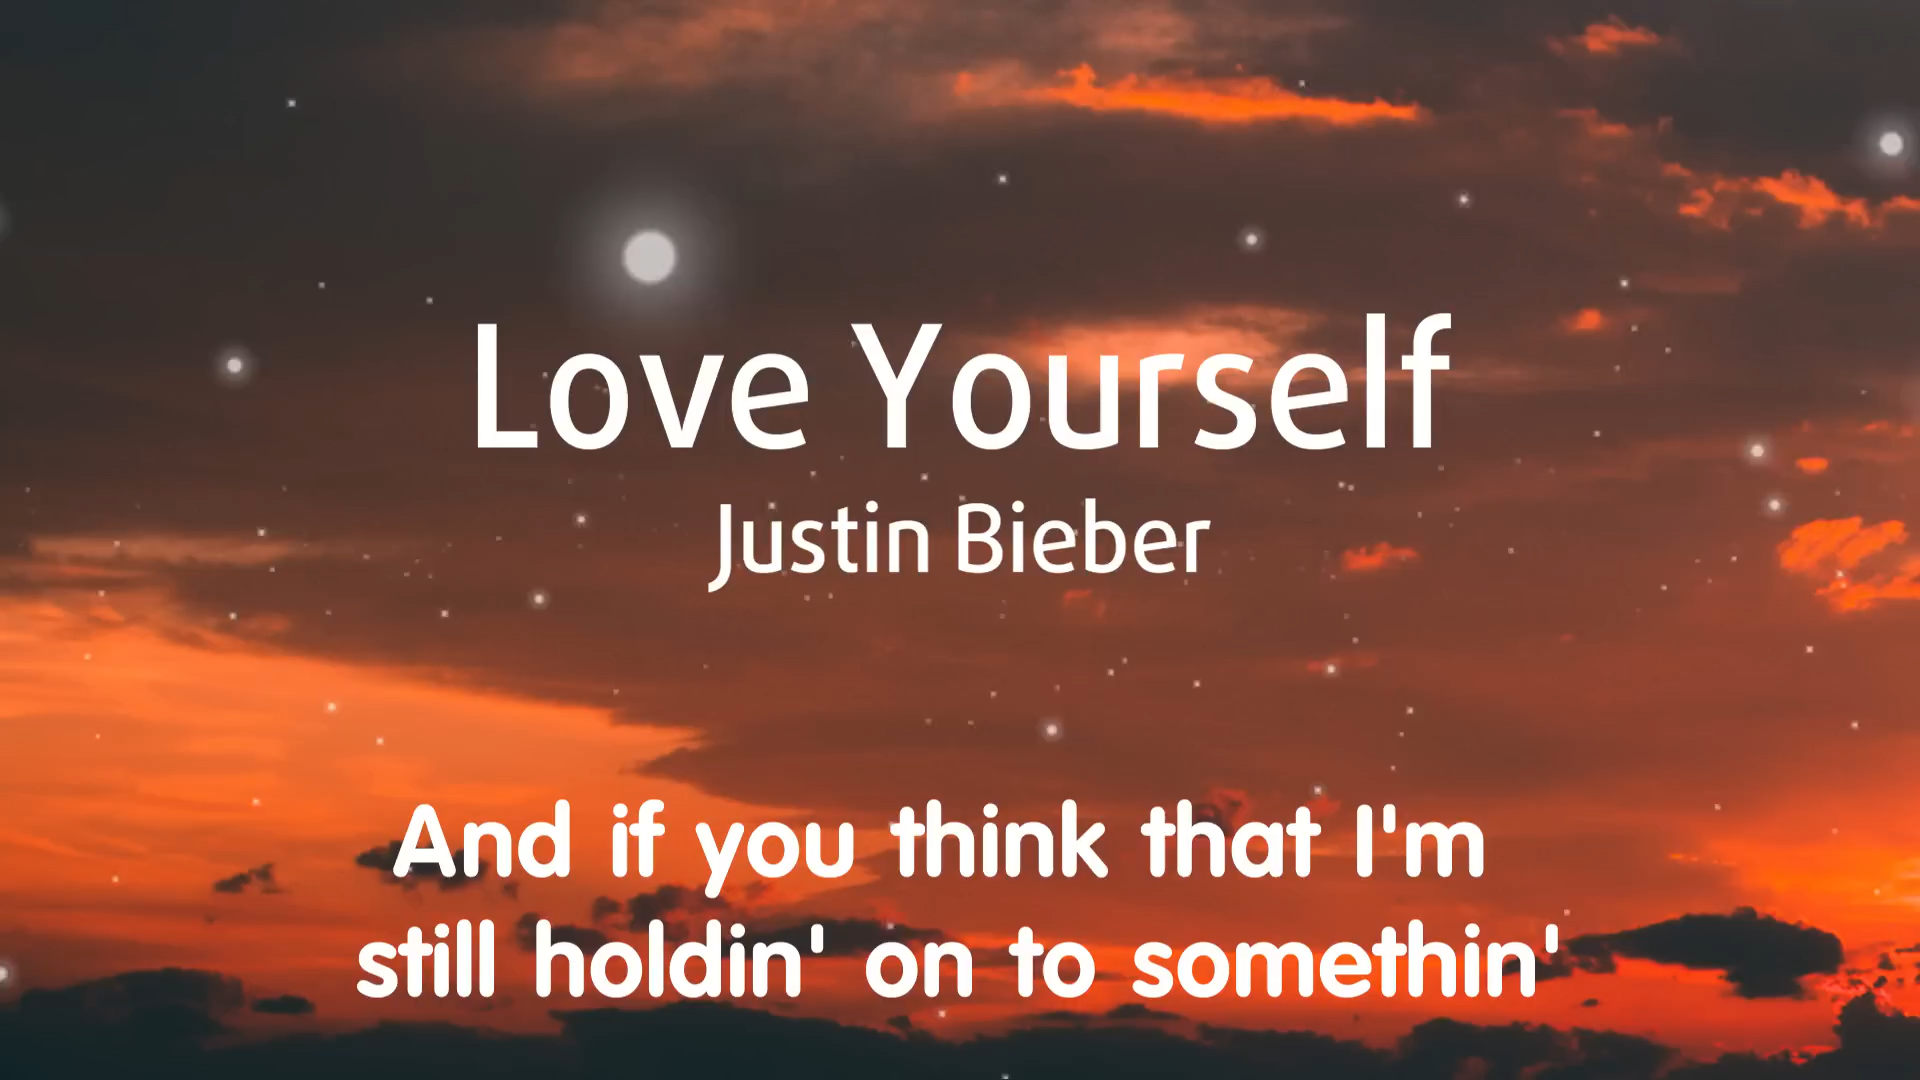 Love Yourself
Justin Bieber
And if you think that I'm
still holdin' on to somethin'